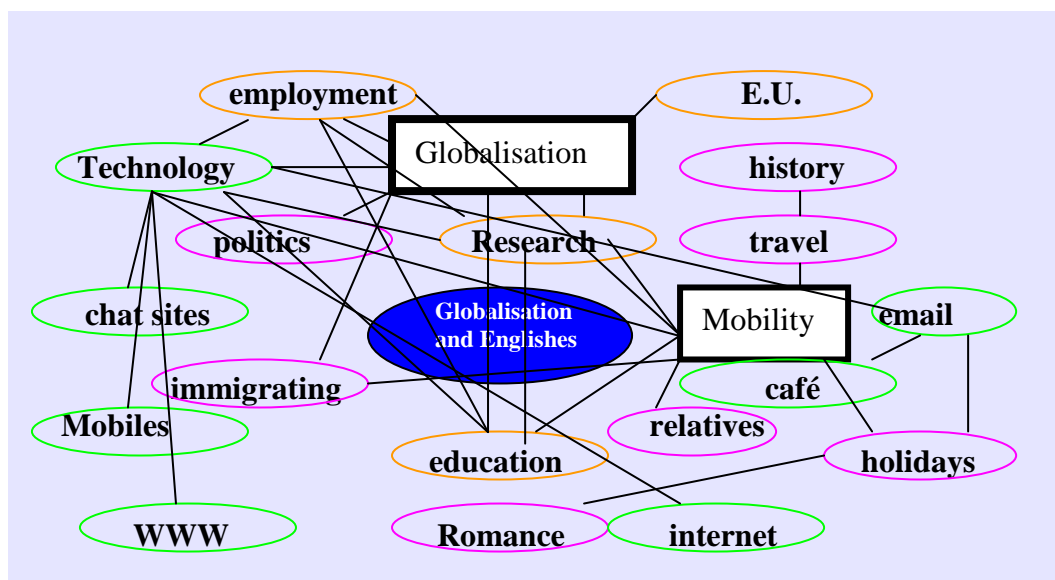 employment
E.U.
Globalisation
Technology
history
politics
Research
travel
chat sites
Globalisation
and Englishes
Mobility
email
immigrating
café
Mobiles
relatives
education
holidays
WWW
Romance
internet